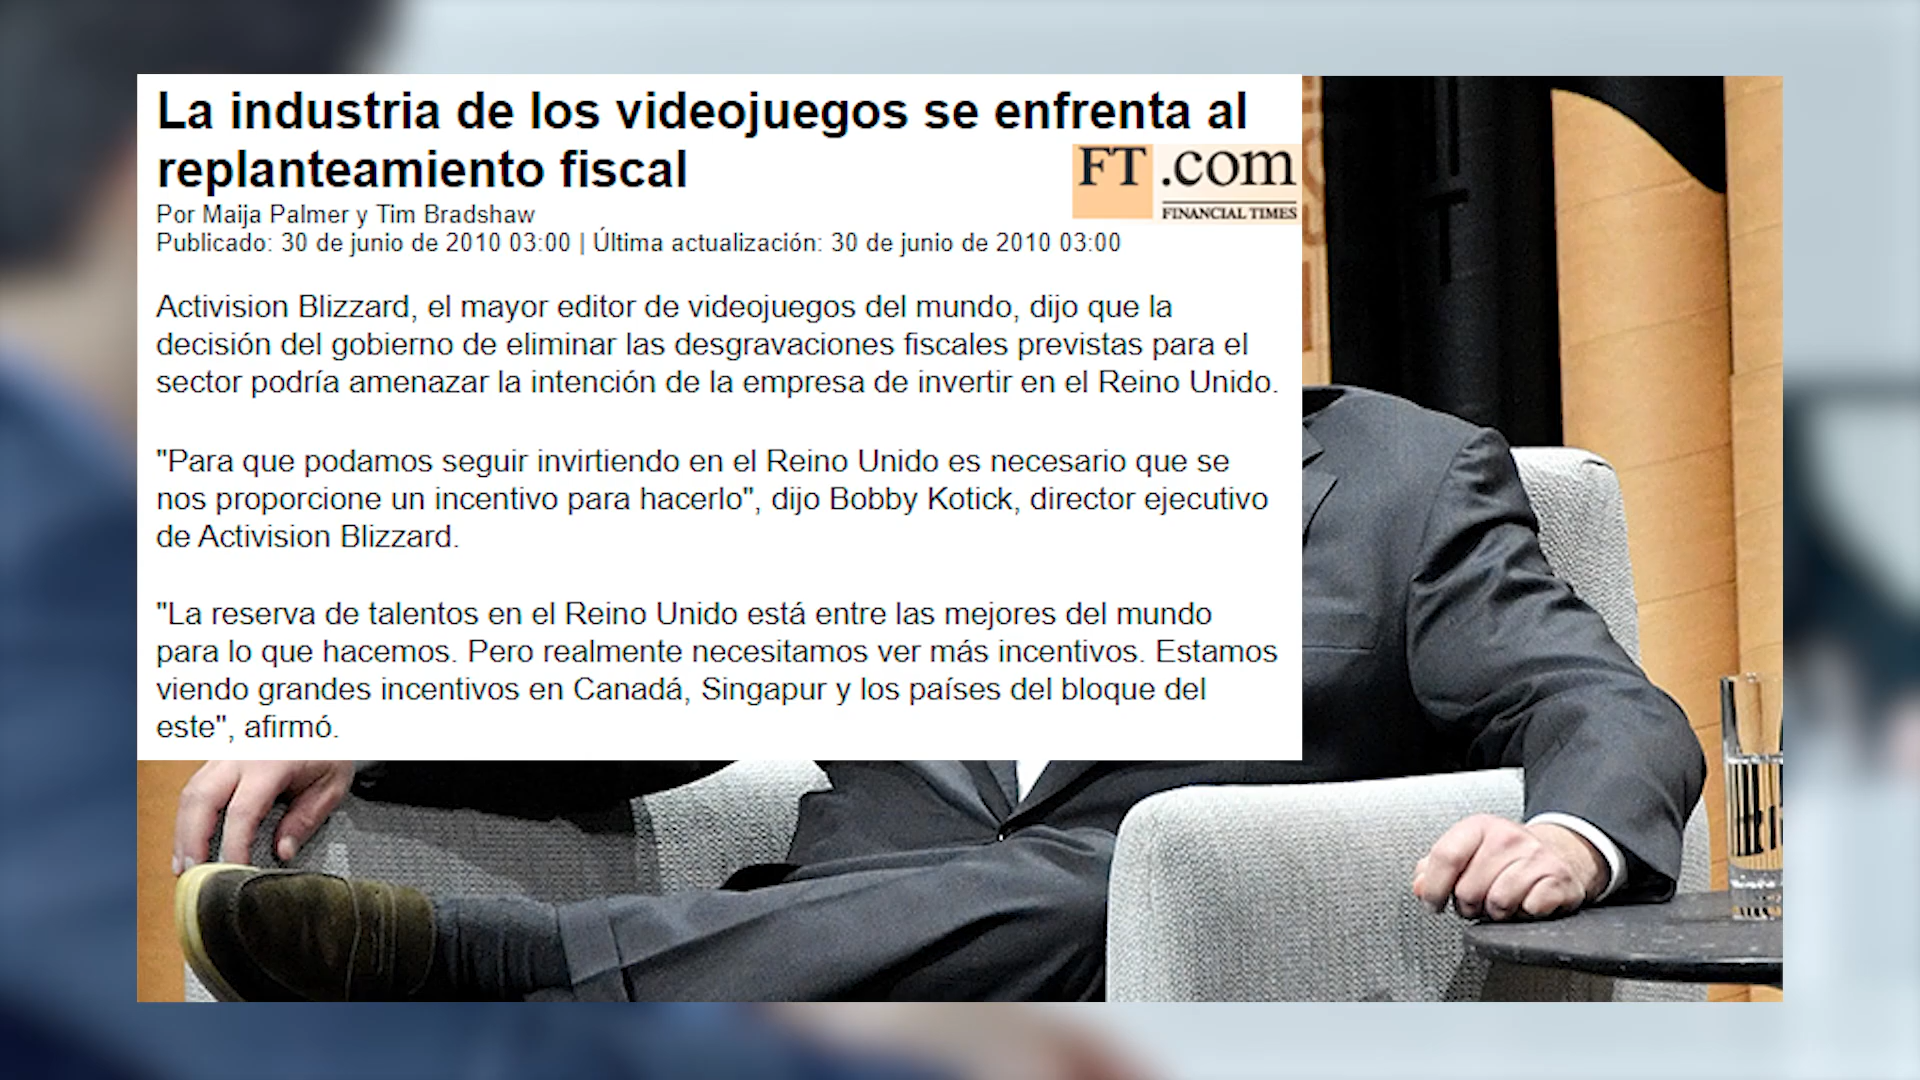 La industria de los videojuegos se enfrenta al
replanteamiento fiscal
FT.com
FINANCIAL TIMES
Por Maija Palmer y Tim Bradshaw
Publicado: 30 de junio de 2010 03:00 | Última actualización: 30 de junio de 2010 03:00
Activision Blizzard, el mayor editor de videojuegos del mundo, dijo que la
decisión del gobierno de eliminar las desgravaciones fiscales previstas para el
sector podría amenazar la intención de la empresa de invertir en el Reino Unido.
"Para que podamos seguir invirtiendo en el Reino Unido es necesario que se
nos proporcione un incentivo para hacerlo", dijo Bobby Kotick, director ejecutivo
de Activision Blizzard.
"La reserva de talentos en el Reino Unido está entre las mejores del mundo
para lo que hacemos. Pero realmente necesitamos ver más incentivos. Estamos
viendo grandes incentivos en Canadá, Singapur y los países del bloque del
este", afirmó.